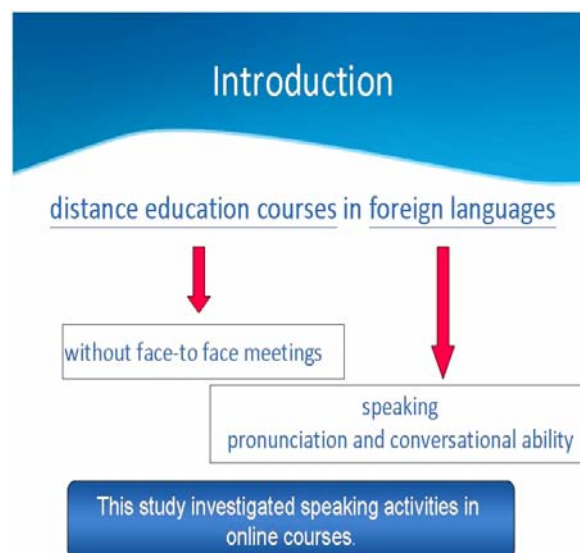 Introduction
distance education courses in foreign languages
without face-to face meetings
speaking
pronunciation and conversational ability
This study investigated speaking activities in
online courses.